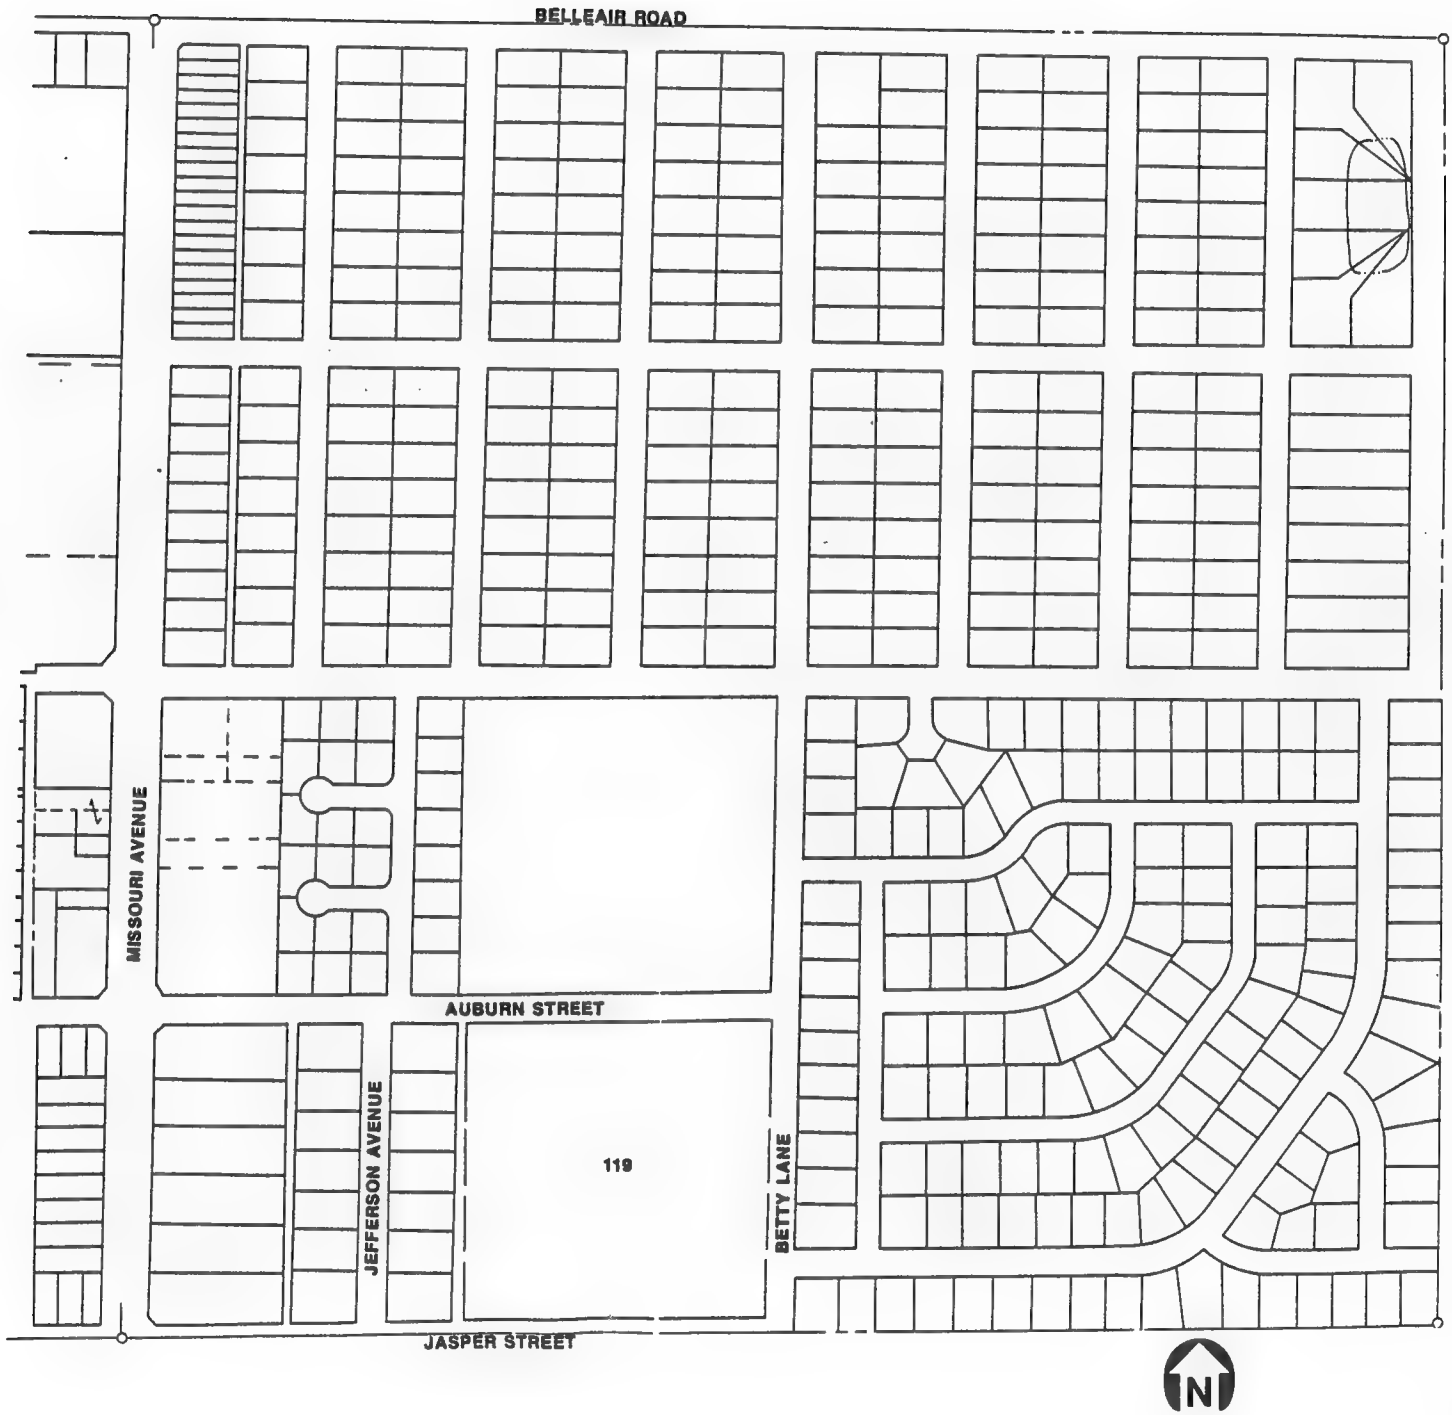 BELLEAIR ROAD
MISSOURI AVENUE
AUBURN STREET
JEFFERSON AVENUE
119
BETTY LANE
JASPER STREET
N